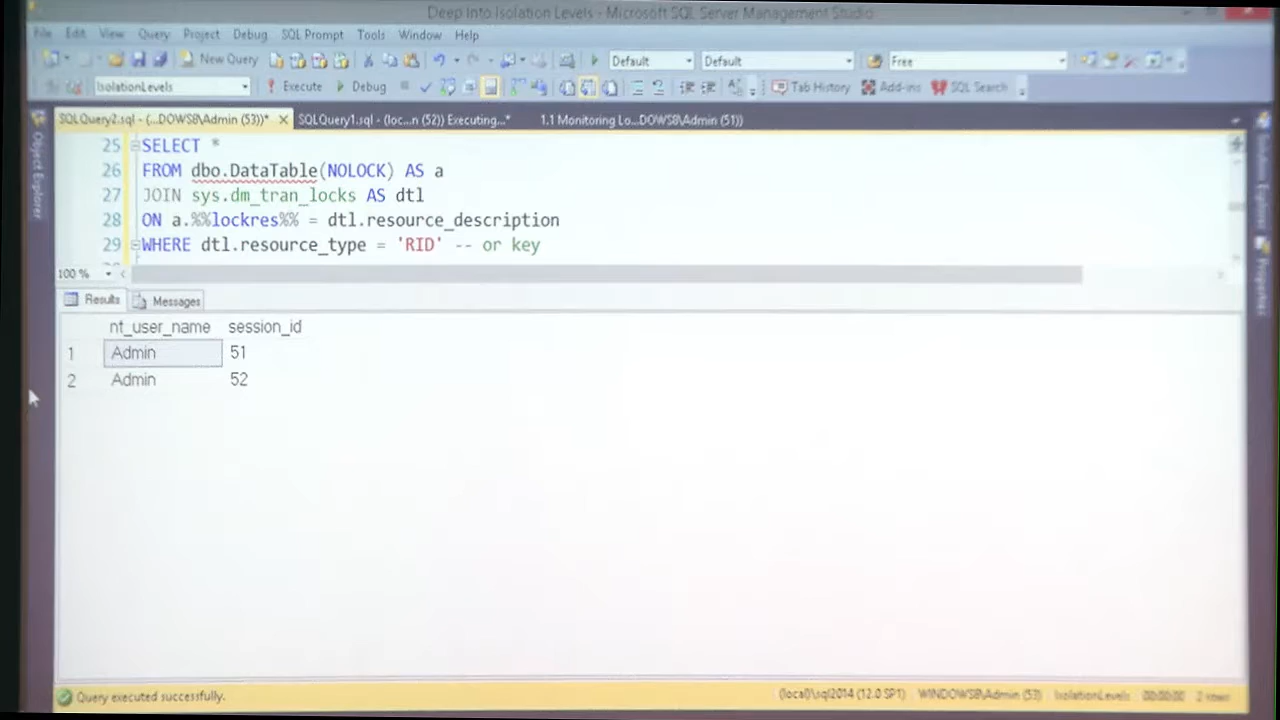 Deep Into Isolation Levels - Microsoft SQL Server Management Studio
File Edit View Query Project Debug SQL Prompt Tools Window Help
New Query Default Default Free
IsolationLevels Execute Debug Tab History Add-ins SQL Search
SQLQuery2.sql - (...DOWS8\Admin (53))* SQLQuery1.sql - (loc...n (52)) Executing...* 1.1 Monitoring Lo...DOWS8\Admin (51))
Object Explorer
Solution Explorer
Properties
25 SELECT *
26 FROM dbo.DataTable(NOLOCK) AS a
27 JOIN sys.dm_tran_locks AS dtl
28 ON a.%%lockres%% = dtl.resource_description
29 WHERE dtl.resource_type = 'RID' -- or key
100 %
Results Messages
nt_user_name session_id
1 Admin 51
2 Admin 52
Query executed successfully. (local)\sql2014 (12.0 SP1) WINDOWS8\Admin (53) IsolationLevels 00:00:00 2 rows